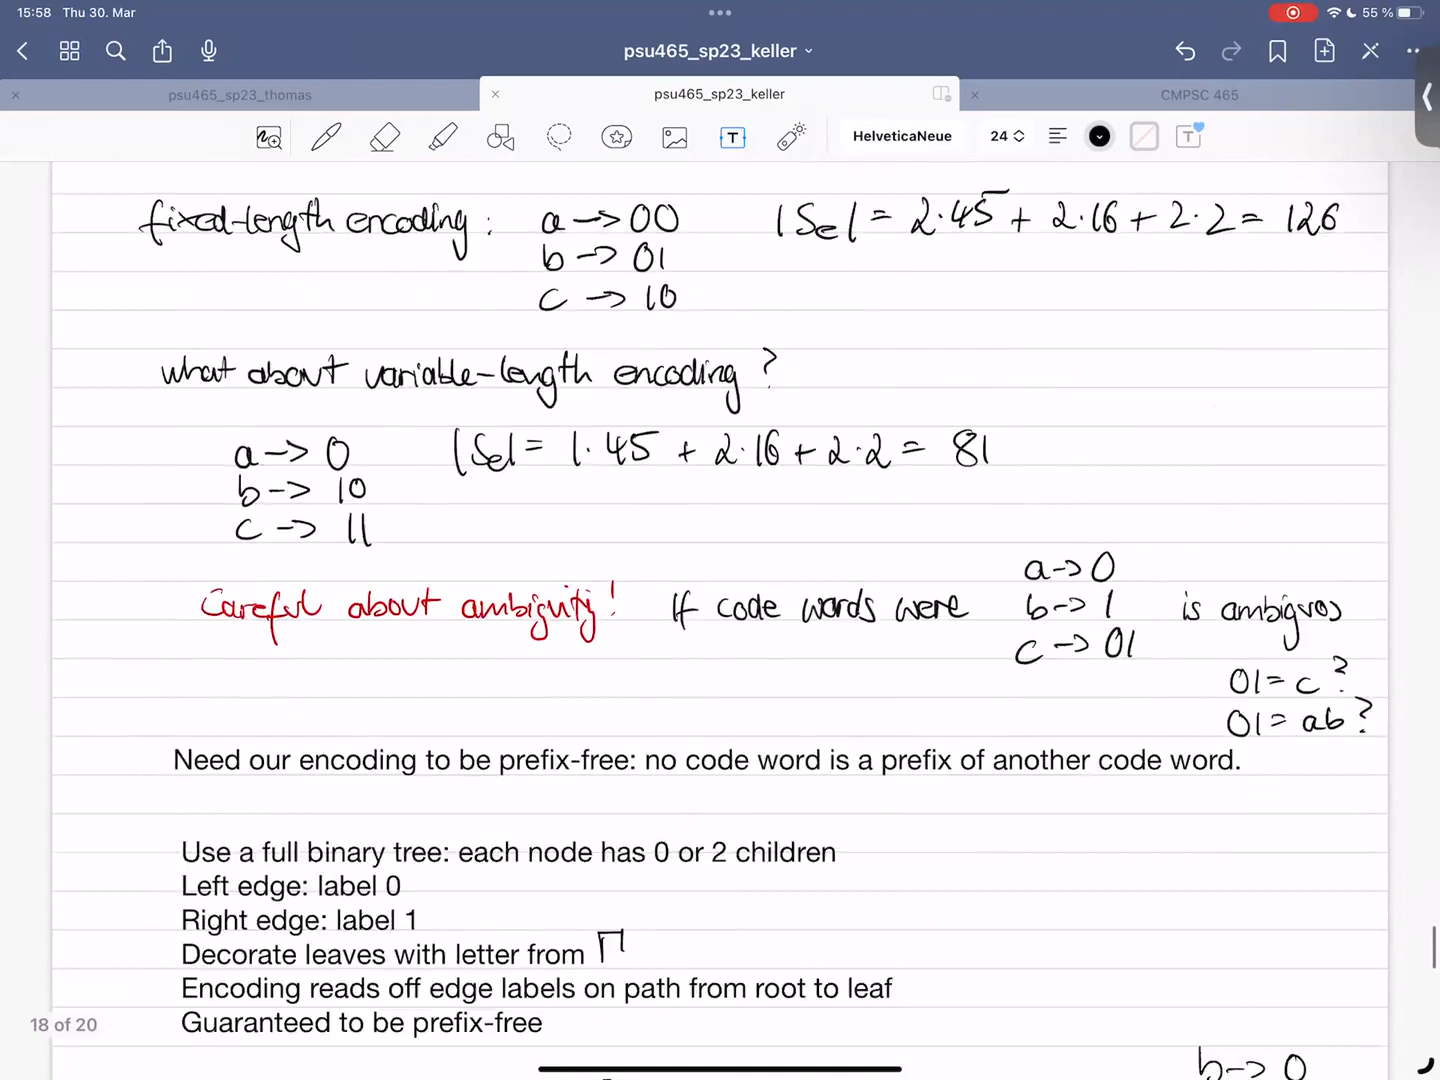 15:58 Thu 30. Mar
55 %
psu465_sp23_keller
psu465_sp23_thomas
psu465_sp23_keller
CMPSC 465
HelveticaNeue 24
fixed-length encoding: a -> 00 |Se| = 2·45 + 2·16 + 2·2 = 126
b -> 01
c -> 10
what about variable-length encoding?
a -> 0 |Se| = 1·45 + 2·16 + 2·2 = 81
b -> 10
c -> 11
a -> 0
Careful about ambiguity! If code words were b -> 1 is ambigous
c -> 01
01 = c?
01 = ab?
Need our encoding to be prefix-free: no code word is a prefix of another code word.
Use a full binary tree: each node has 0 or 2 children
Left edge: label 0
Right edge: label 1
Decorate leaves with letter from Γ
Encoding reads off edge labels on path from root to leaf
18 of 20
Guaranteed to be prefix-free
b -> 0